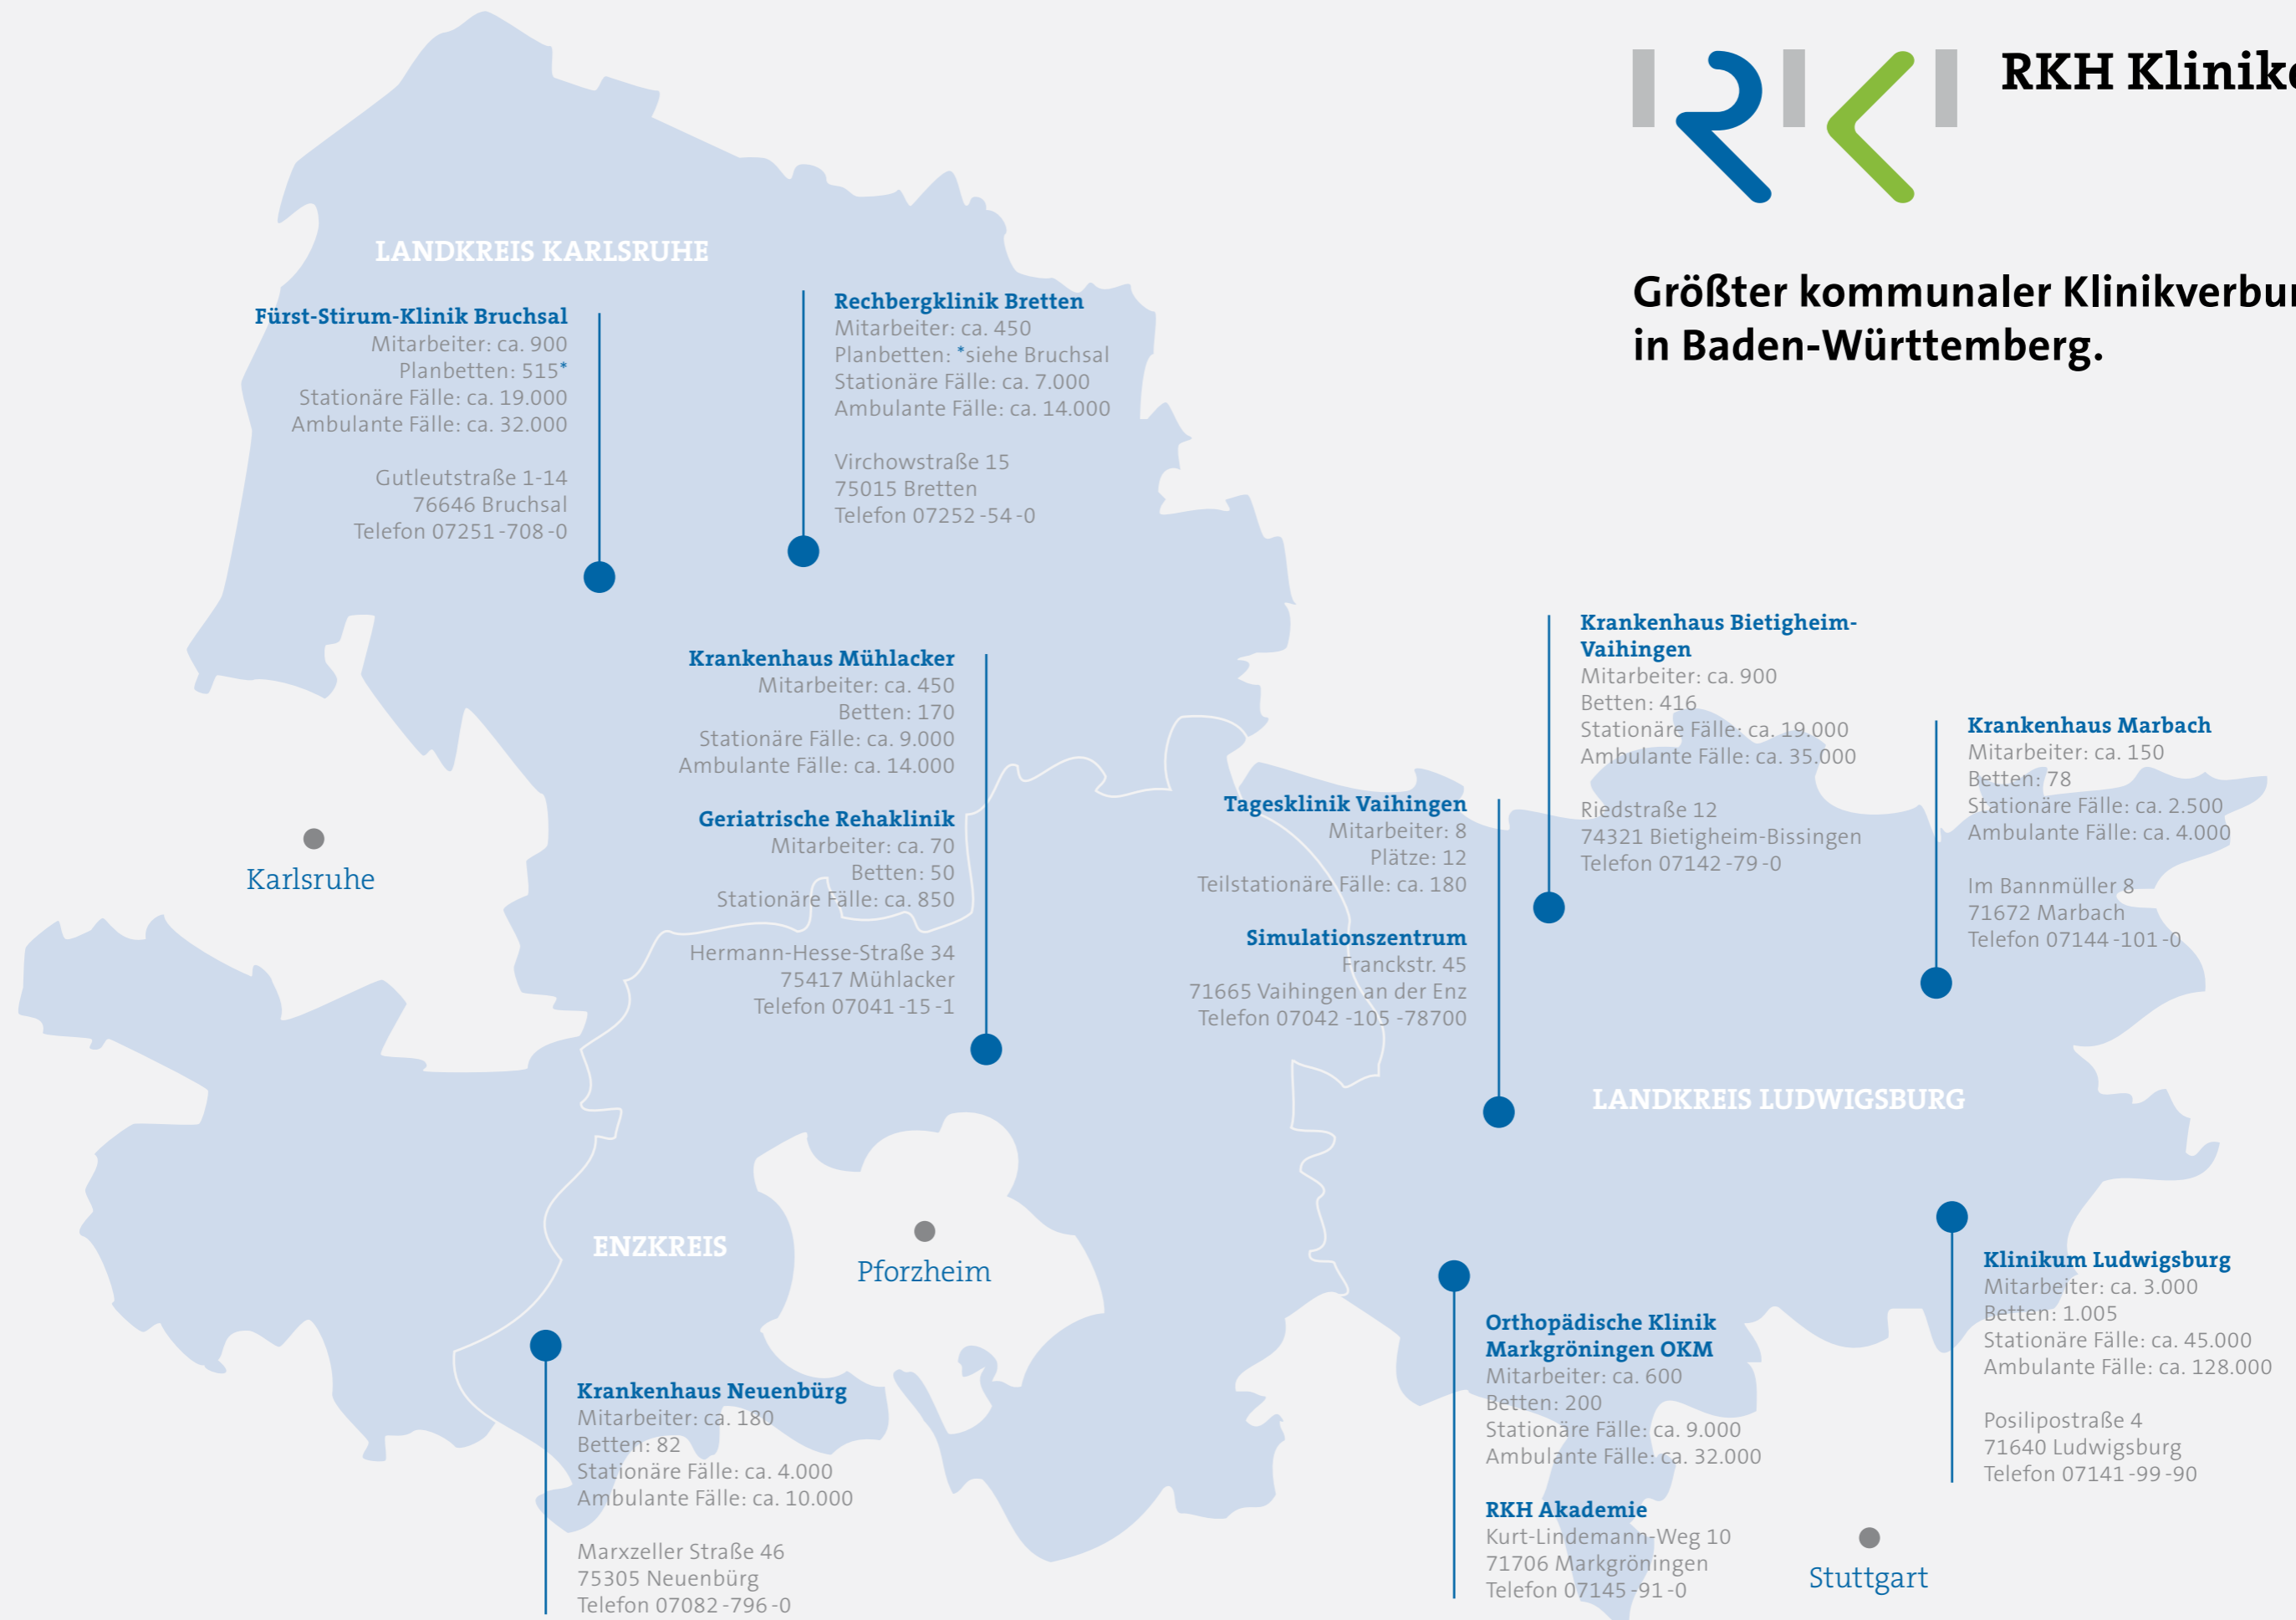 RKH
Größter kommunaler
in Baden-Württemberg.
LANDKREIS KARLSRUHE
Fürst-Stirum-Klinik Bruchsal
Mitarbeiter: ca. 900
Planbetten: 515*
Stationäre Fälle: ca. 19.000
Ambulante Fälle: ca. 32.000
Gutleutstraße 1-14
76646 Bruchsal
Telefon 07251-708-0
Rechbergklinik Bretten
Mitarbeiter: ca. 450
Planbetten: *siehe Bruchsal
Stationäre Fälle: ca. 7.000
Ambulante Fälle: ca. 14.000
Virchowstraße 15
75015 Bretten
Telefon 07252-54-0
Krankenhaus Mühlacker
Mitarbeiter: ca. 450
Betten: 170
Stationäre Fälle: ca. 9.000
Ambulante Fälle: ca. 14.000
Geriatrische Rehaklinik
Mitarbeiter: ca. 70
Betten: 50
Stationäre Fälle: ca. 850
Hermann-Hesse-Straße 34
75417 Mühlacker
Telefon 07041-15-1
Krankenhaus Bietigheim-
Vaihingen
Mitarbeiter: ca. 900
Betten: 416
Stationäre Fälle: ca. 19.000
Ambulante Fälle: ca. 35.000
Riedstraße 12
74321 Bietigheim-Bissingen
Telefon 07142-79-0
Krankenhaus Marbach
Mitarbeiter: ca. 150
Betten: 78
Stationäre Fälle: ca. 2.500
Ambulante Fälle: ca. 4.000
Im Bannmüller 8
71672 Marbach
Telefon 07144-101-0
Tagesklinik Vaihingen
Mitarbeiter: 8
Plätze: 12
Teilstationäre Fälle: ca. 180
Simulationszentrum
Franckstr. 45
71665 Vaihingen an der Enz
Telefon 07042-105-78700
Karlsruhe
LANDKREIS LUDWIGSBURG
ENZKREIS
Pforzheim
Krankenhaus Neuenbürg
Mitarbeiter: ca. 180
Betten: 82
Stationäre Fälle: ca. 4.000
Ambulante Fälle: ca. 10.000
Marxzeller Straße 46
75305 Neuenbürg
Telefon 07082-796-0
Orthopädische Klinik
Markgröningen OKM
Mitarbeiter: ca. 600
Betten: 200
Stationäre Fälle: ca. 9.000
Ambulante Fälle: ca. 32.000
RKH Akademie
Kurt-Lindemann-Weg 10
71706 Markgröningen
Telefon 07145-91-0
Klinikum Ludwigsburg
Mitarbeiter: ca. 3.000
Betten: 1.005
Stationäre Fälle: ca. 45.000
Ambulante Fälle: ca. 128.000
Posilipostraße 4
71640 Ludwigsburg
Telefon 07141-99-90
Stuttgart